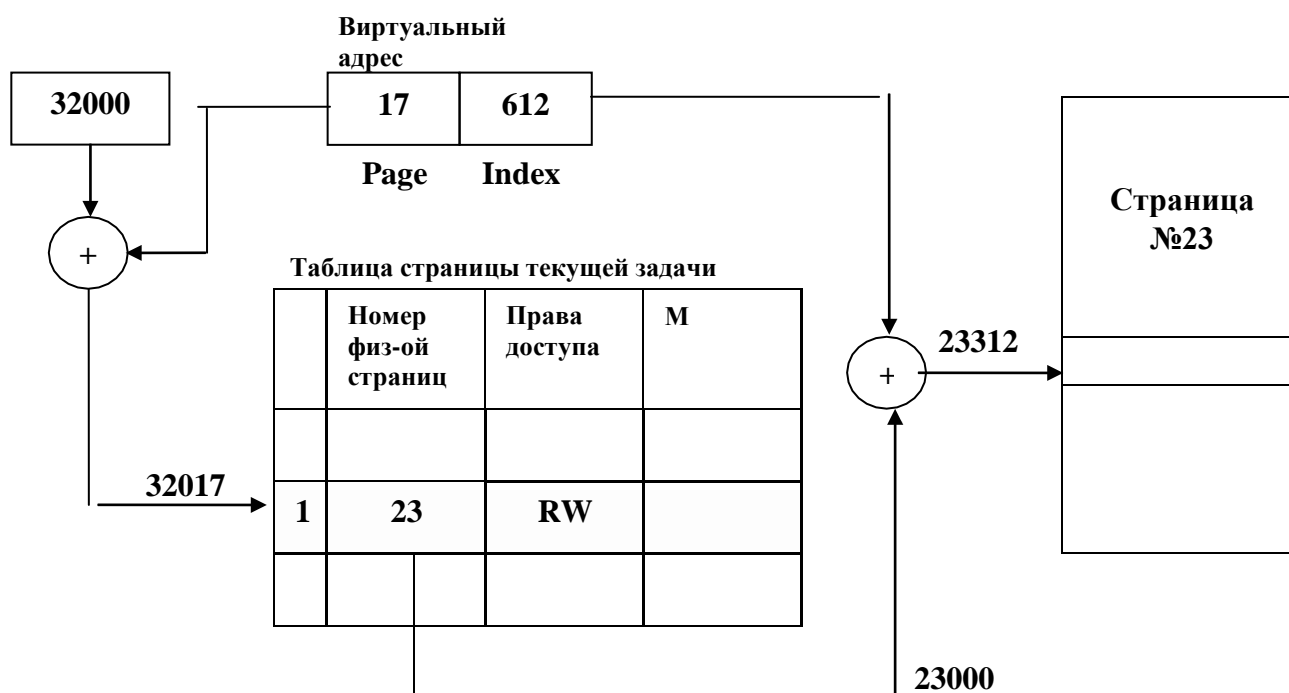 Виртуальный
адрес
32000
17
612
Page
Index
Страница
№23
+
Таблица страницы текущей задачи
Номер
физ-ой
страниц
Права
доступа
М
23312
+
32017
1
23
RW
23000